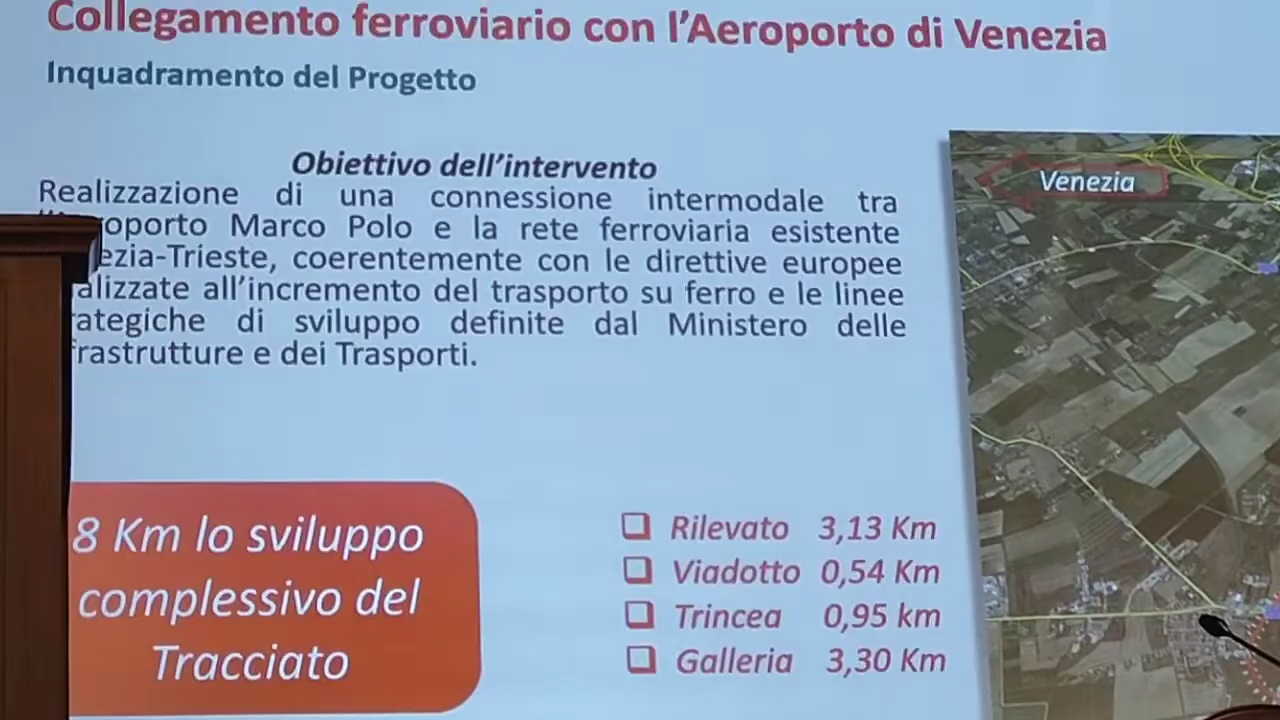 Collegamento ferroviario con l'Aeroporto di Venezia
Inquadramento del Progetto
Obiettivo dell'intervento
Realizzazione di una connessione intermodale tra
Marco Polo e la rete ferroviaria esistente
ezia-Trieste, coerentemente con le direttive europee
alizzate all'incremento del trasporto su ferro e le linee
ategiche di sviluppo definite dal Ministero delle
frastrutture e dei Trasporti.
Venezia
8 Km lo sviluppo
complessivo del
Tracciato
Rilevato 3,13 Km
Viadotto 0,54 Km
Trincea 0,95 km
Galleria 3,30 Km